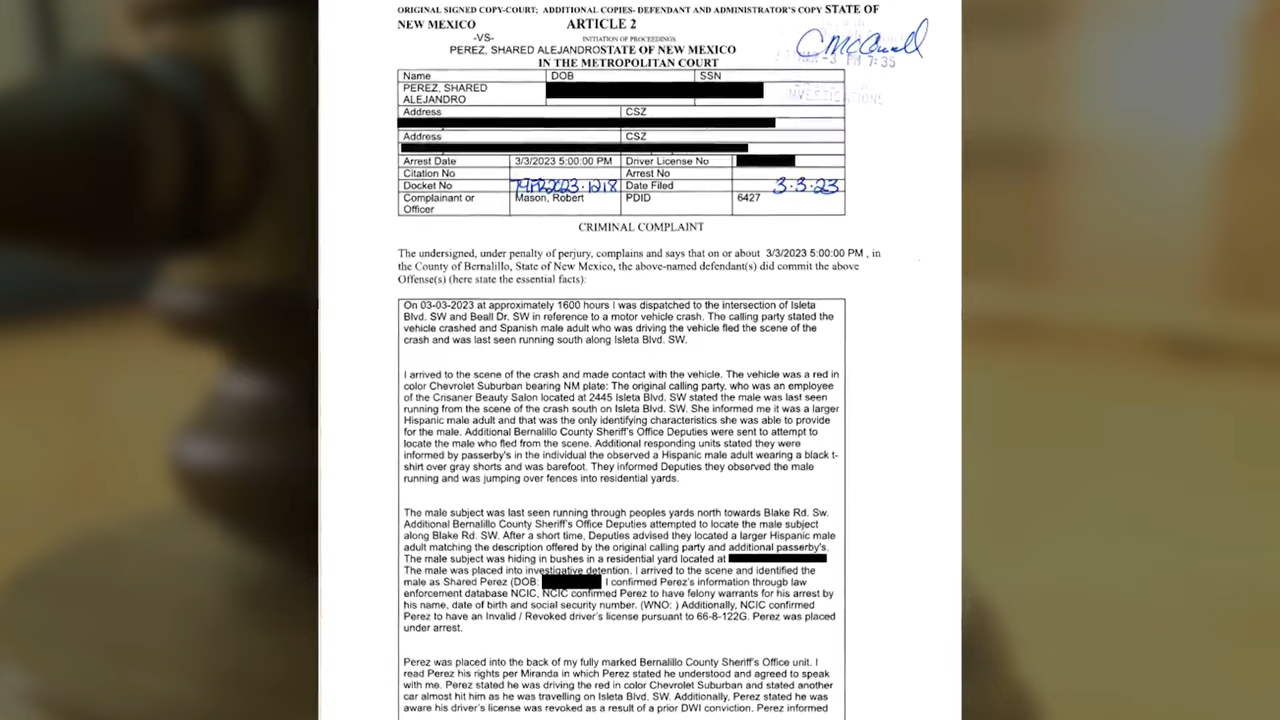 ORIGINAL SIGNED COPY-COURT; ADDITIONAL COPIES- DEFENDANT AND ADMINISTRATOR'S COPY STATE OF
NEW MEXICO ARTICLE 2
-VS- INITIATION OF PROCEEDINGS
PEREZ, SHARED ALEJANDROSTATE OF NEW MEXICO
IN THE METROPOLITAN COURT
PM 7:35
INVESTIGATIONS
Name DOB SSN
PEREZ, SHARED
ALEJANDRO
Address CSZ
Address CSZ
Arrest Date 3/3/2023 5:00:00 PM Driver License No
Citation No Arrest No
Docket No Date Filed 3·3·23
Complainant or Mason, Robert PDID 6427
Officer
CRIMINAL COMPLAINT
The undersigned, under penalty of perjury, complains and says that on or about 3/3/2023 5:00:00 PM , in
the County of Bernalillo, State of New Mexico, the above-named defendant(s) did commit the above
Offense(s) (here state the essential facts):
On 03-03-2023 at approximately 1600 hours I was dispatched to the intersection of Isleta
Blvd. SW and Beall Dr. SW in reference to a motor vehicle crash. The calling party stated the
vehicle crashed and Spanish male adult who was driving the vehicle fled the scene of the
crash and was last seen running south along Isleta Blvd. SW.
I arrived to the scene of the crash and made contact with the vehicle. The vehicle was a red in
color Chevrolet Suburban bearing NM plate: The original calling party, who was an employee
of the Crisaner Beauty Salon located at 2445 Isleta Blvd. SW stated the male was last seen
running from the scene of the crash south on Isleta Blvd. SW. She informed me it was a larger
Hispanic male adult and that was the only identifying characteristics she was able to provide
for the male. Additional Bernalillo County Sheriff's Office Deputies were sent to attempt to
locate the male who fled from the scene. Additional responding units stated they were
informed by passerby's in the individual the observed a Hispanic male adult wearing a black t-
shirt over gray shorts and was barefoot. They informed Deputies they observed the male
running and was jumping over fences into residential yards.
The male subject was last seen running through peoples yards north towards Blake Rd. Sw.
Additional Bernalillo County Sheriff's Office Deputies attempted to locate the male subject
along Blake Rd. SW. After a short time, Deputies advised they located a larger Hispanic male
adult matching the description offered by the original calling party and additional passerby's.
The male subject was hiding in bushes in a residential yard located at
The male was placed into investigative detention. I arrived to the scene and identified the
male as Shared Perez (DOB: I confirmed Perez's information through law
enforcement database NCIC, NCIC confirmed Perez to have felony warrants for his arrest by
his name, date of birth and social security number. (WNO: ) Additionally, NCIC confirmed
Perez to have an Invalid / Revoked driver's license pursuant to 66-8-122G. Perez was placed
under arrest.
Perez was placed into the back of my fully marked Bernalillo County Sheriff's Office unit. I
read Perez his rights per Miranda in which Perez stated he understood and agreed to speak
with me. Perez stated he was driving the red in color Chevrolet Suburban and stated another
car almost hit him as he was travelling on Isleta Blvd. SW. Additionally, Perez stated he was
aware his driver's license was revoked as a result of a prior DWI conviction. Perez informed